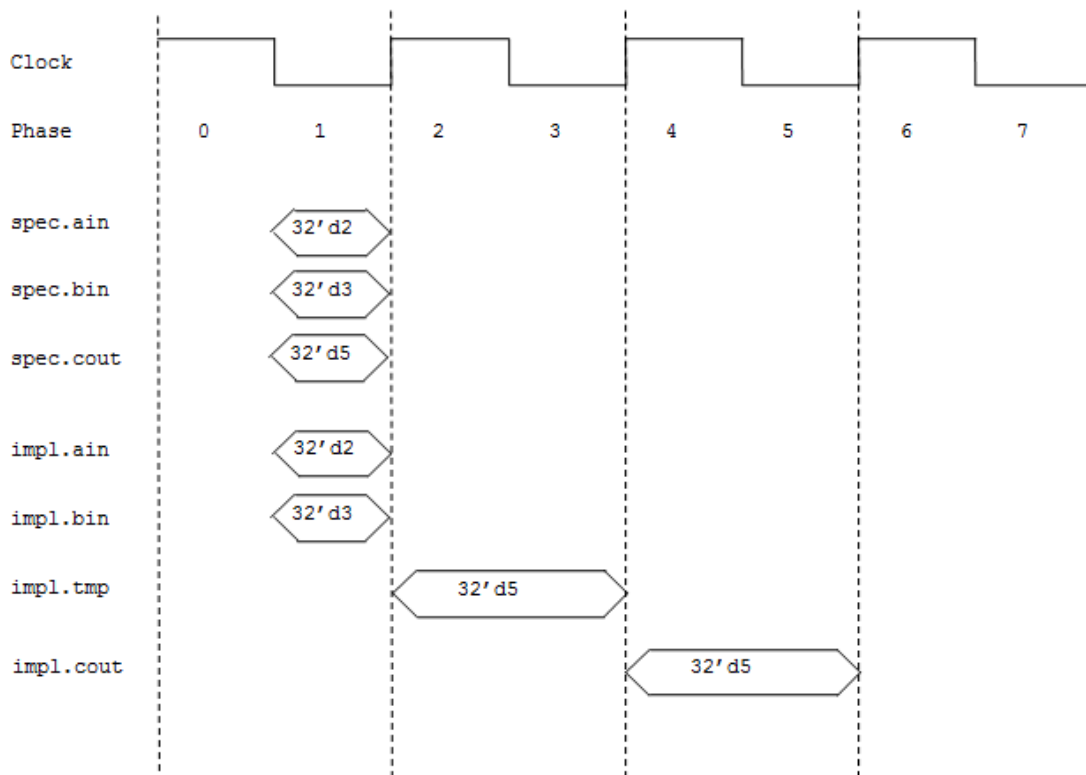 Clock
Phase 0 1 2 3 4 5 6 7
spec.ain 32'd2
spec.bin 32'd3
spec.cout 32'd5
impl.ain 32'd2
impl.bin 32'd3
impl.tmp 32'd5
impl.cout 32'd5